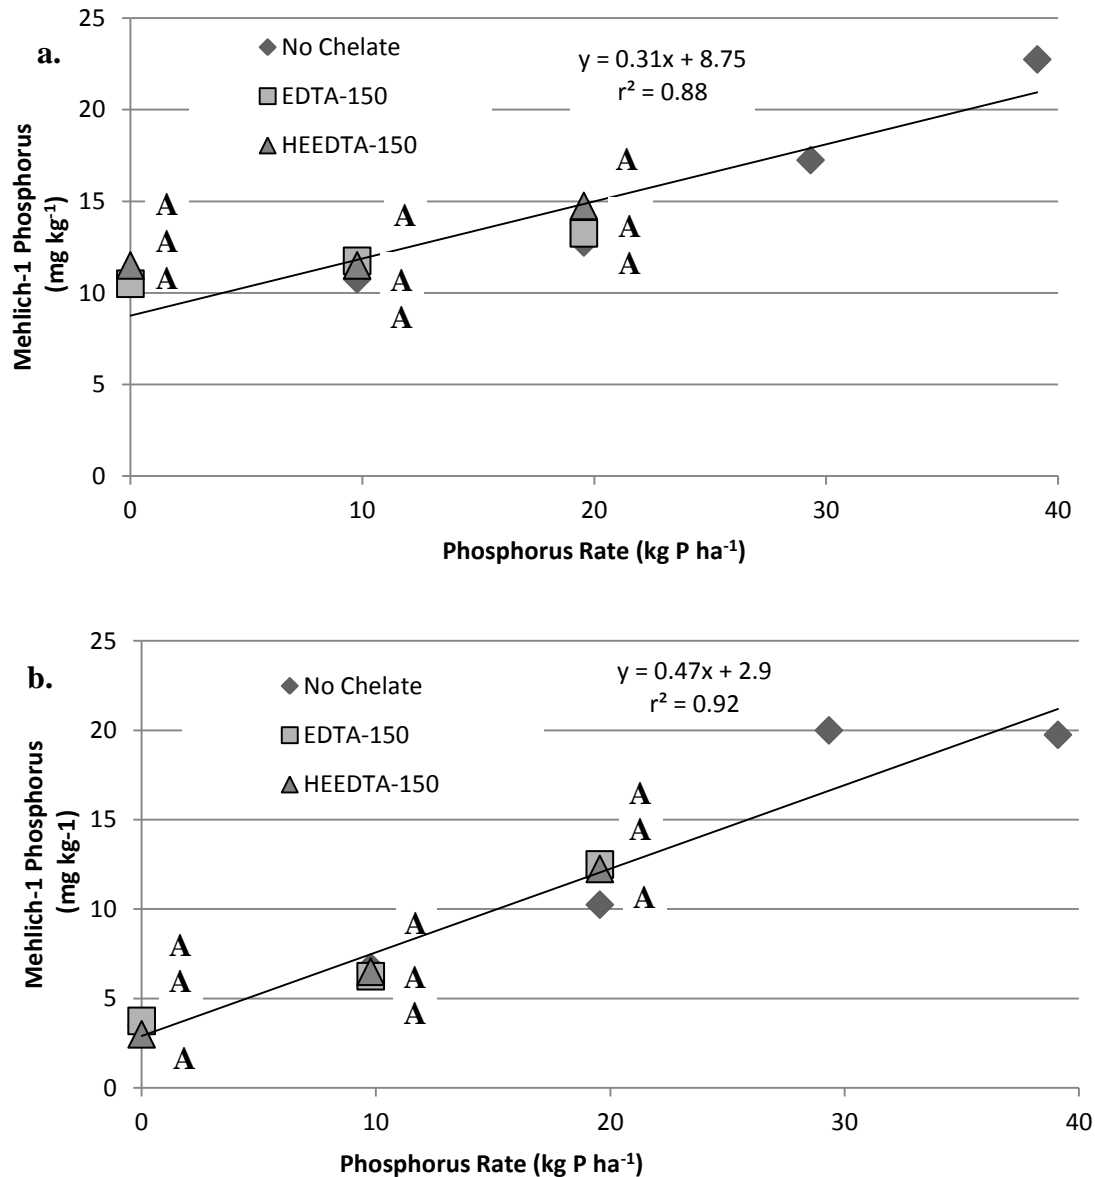 a.
25
20
15
10
5
0
Mehlich-1 Phosphorus
(mg kg-1)
No Chelate
EDTA-150
HEEDTA-150
y = 0.31x + 8.75
r² = 0.88
A
A
A
A
A
A
A
A
A
0 10 20 30 40
Phosphorus Rate (kg P ha-1)
b.
25
20
15
10
5
0
Mehlich-1 Phosphorus
(mg kg-1)
No Chelate
EDTA-150
HEEDTA-150
y = 0.47x + 2.9
r² = 0.92
A
A
A
A
A
A
A
A
A
0 10 20 30 40
Phosphorus Rate (kg P ha-1)